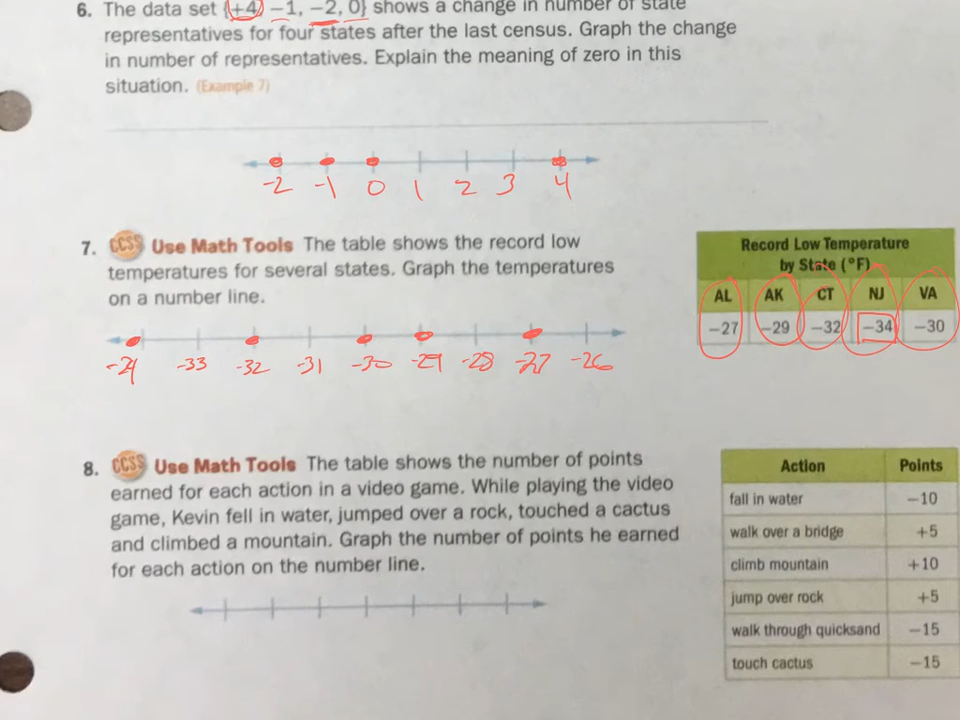 6. The data set {+4, −1, −2, 0} shows a change in number of state
representatives for four states after the last census. Graph the change
in number of representatives. Explain the meaning of zero in this
situation. (Example 7)
-2 -1 0 1 2 3 4
7. CCSS Use Math Tools The table shows the record low
temperatures for several states. Graph the temperatures
on a number line.
Record Low Temperature
by State (°F)
AL AK CT NJ VA
−27 −29 −32 −34 −30
-34 -33 -32 -31 -30 -29 -28 -27 -26
8. CCSS Use Math Tools The table shows the number of points
earned for each action in a video game. While playing the video
game, Kevin fell in water, jumped over a rock, touched a cactus
and climbed a mountain. Graph the number of points he earned
for each action on the number line.
Action Points
fall in water −10
walk over a bridge +5
climb mountain +10
jump over rock +5
walk through quicksand −15
touch cactus −15